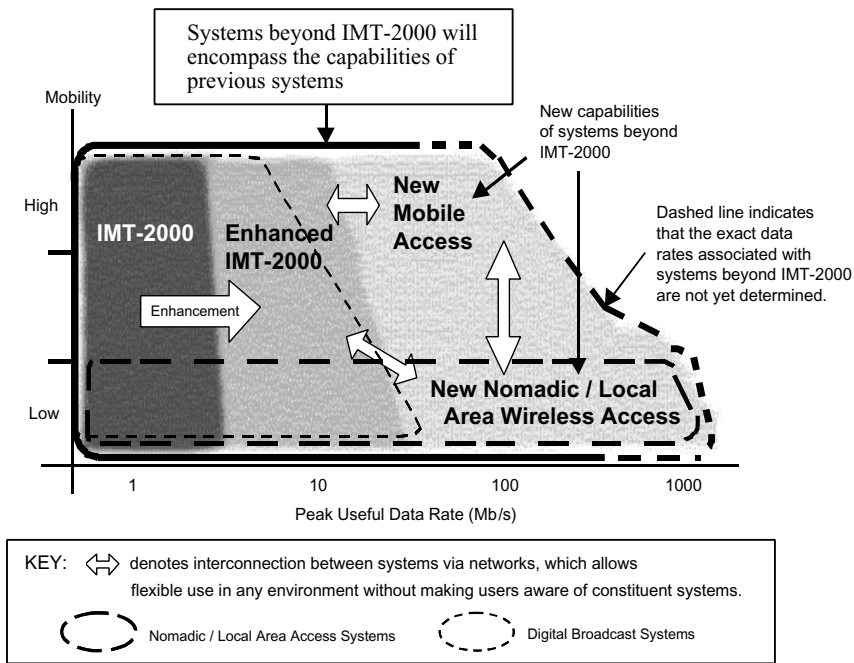 Systems beyond IMT-2000 will
encompass the capabilities of
previous systems
Mobility
New capabilities
of systems beyond
IMT-2000
High
New
Mobile
Access
IMT-2000
Enhanced
IMT-2000
Dashed line indicates
that the exact data
rates associated with
systems beyond IMT-2000
are not yet determined.
Enhancement
Low
New Nomadic / Local
Area Wireless Access
1 10 100 1000
Peak Useful Data Rate (Mb/s)
KEY: denotes interconnection between systems via networks, which allows
flexible use in any environment without making users aware of constituent systems.
Nomadic / Local Area Access Systems Digital Broadcast Systems